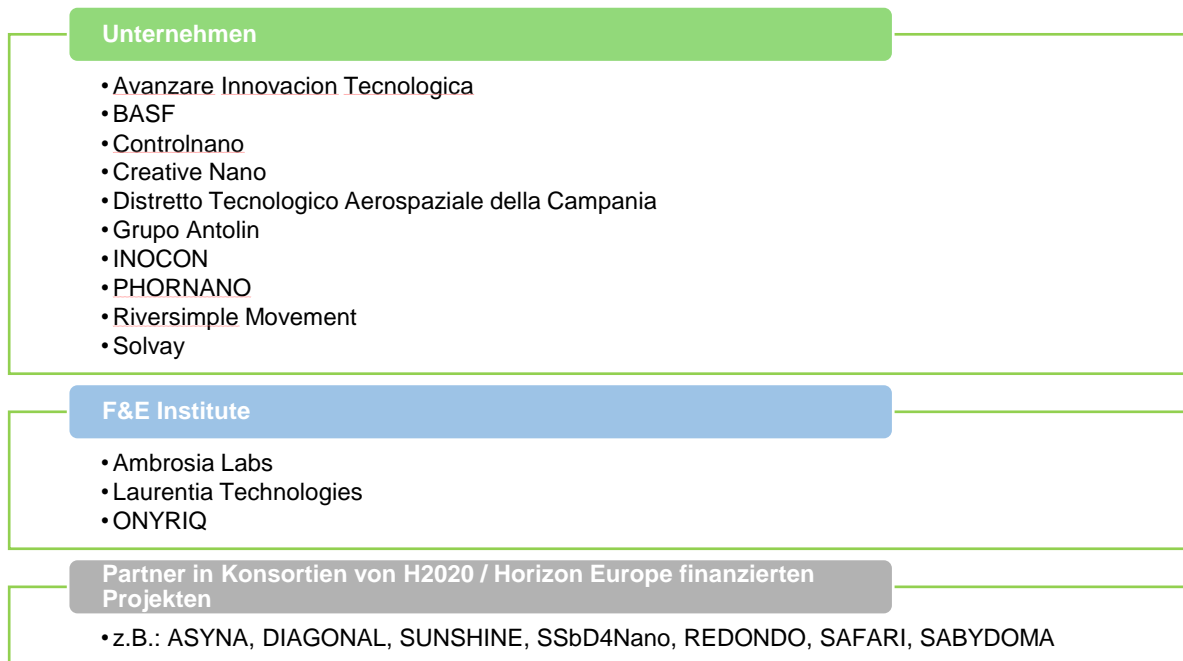 Unternehmen
• Avanzare Innovacion Tecnologica
• BASF
• Controlnano
• Creative Nano
• Distretto Tecnologico Aerospaziale della Campania
• Grupo Antolin
• INOCON
• PHORNANO
• Riversimple Movement
• Solvay
F&E Institute
• Ambrosia Labs
• Laurentia Technologies
• ONYRIQ
Partner in Konsortien von H2020 / Horizon Europe finanzierten
Projekten
• z.B.: ASYNA, DIAGONAL, SUNSHINE, SSbD4Nano, REDONDO, SAFARI, SABYDOMA